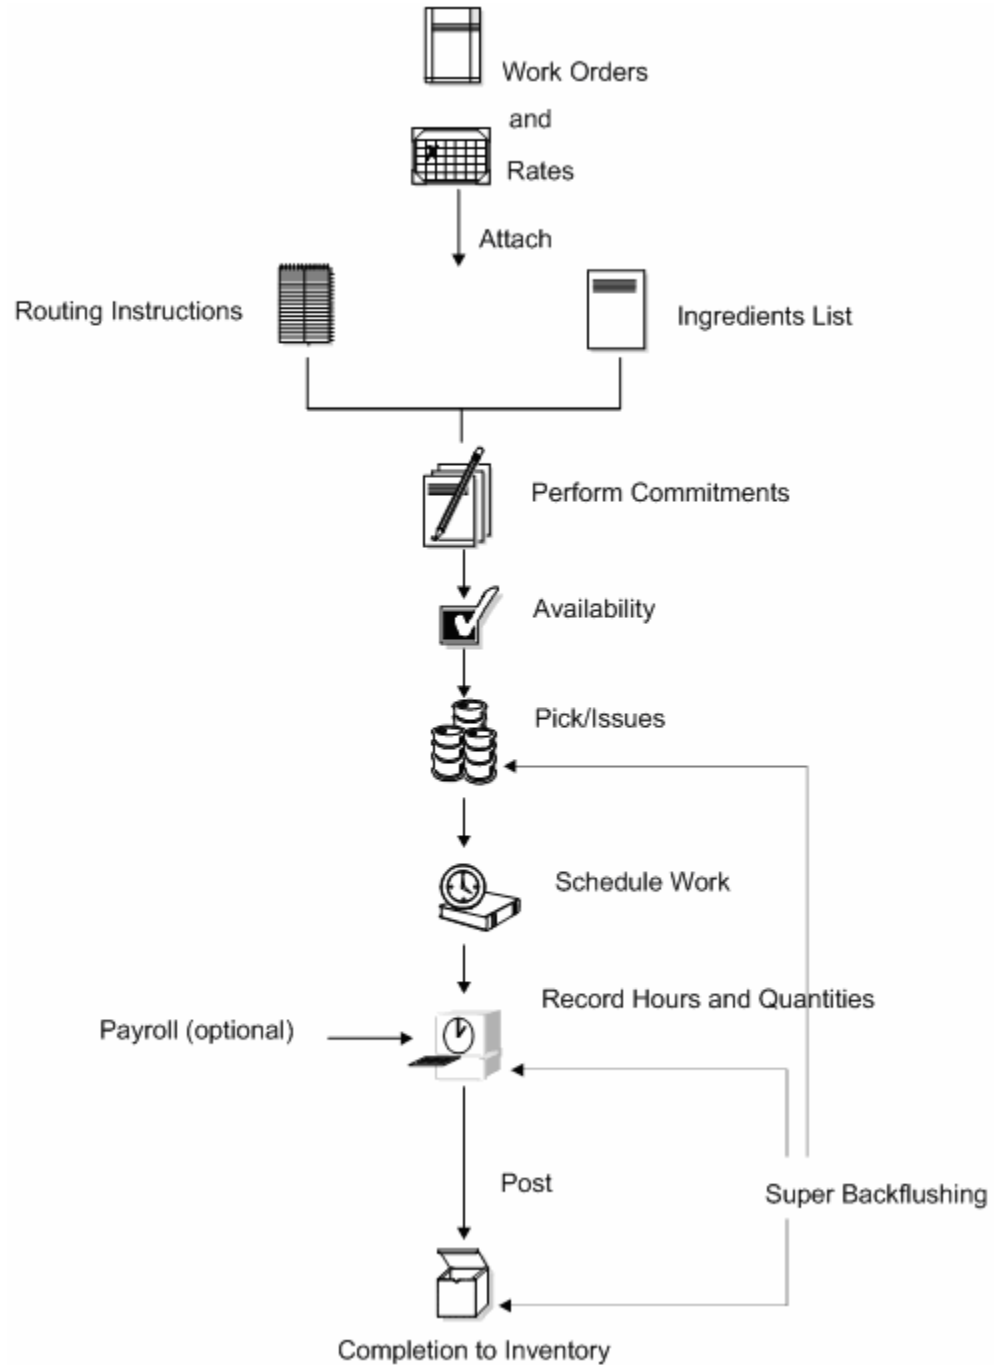 Work Orders
and
Rates
Attach
Routing Instructions
Ingredients List
Perform Commitments
Availability
Pick/Issues
Schedule Work
Record Hours and Quantities
Payroll (optional)
Post
Super Backflushing
Completion to Inventory